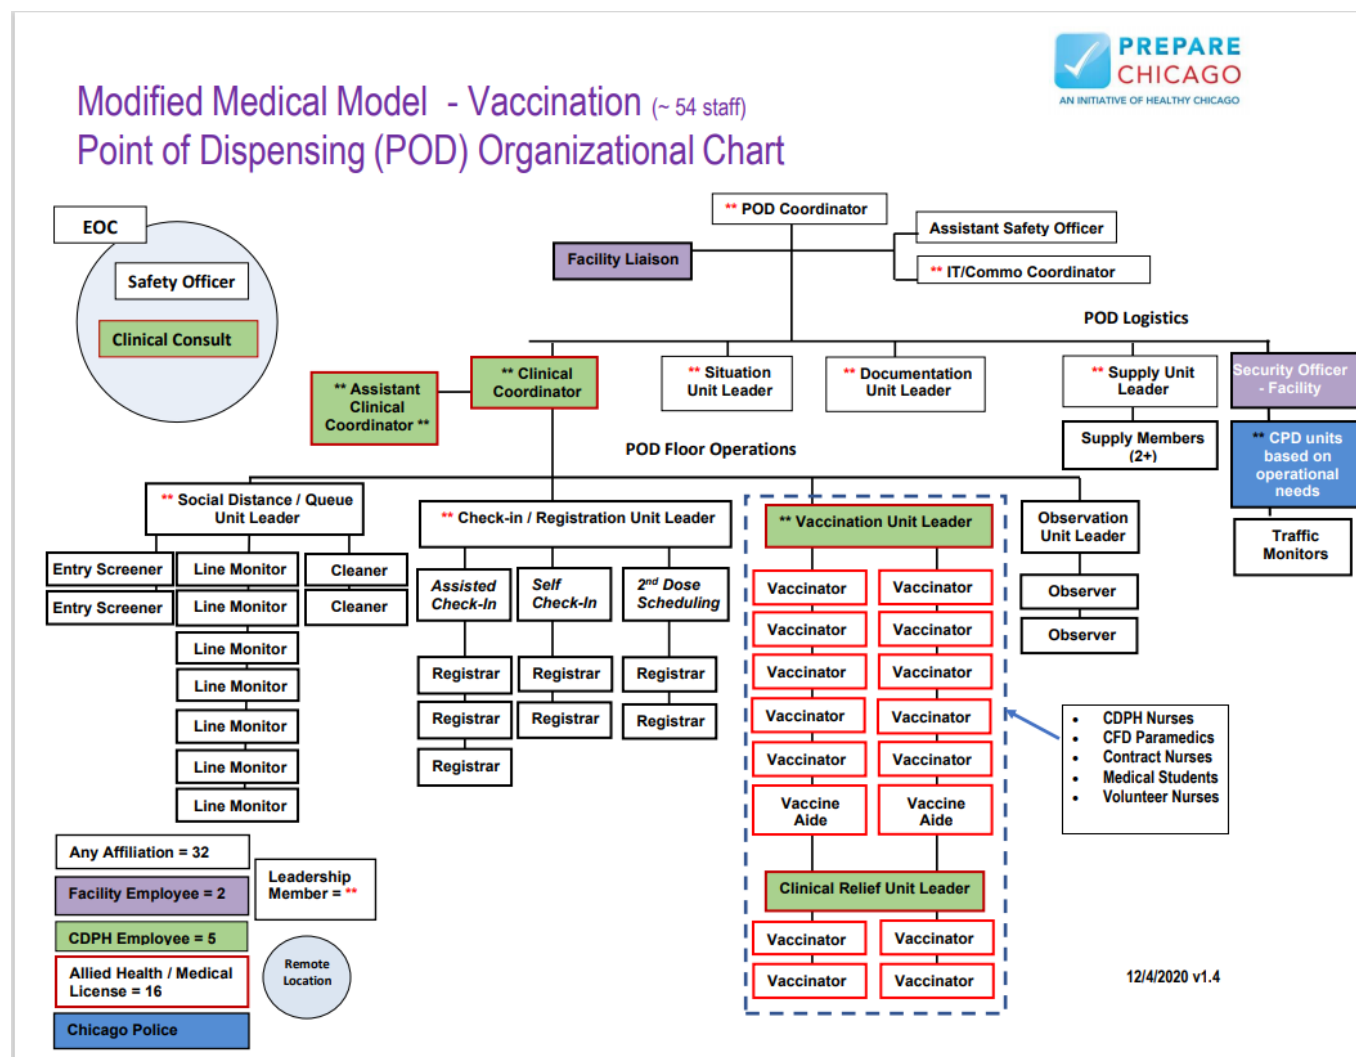 PREPARE
CHICAGO
AN INITIATIVE OF HEALTHY CHICAGO
Modified Medical Model - Vaccination (~ 54 staff)
Point of Dispensing (POD) Organizational Chart
EOC
Safety Officer
Clinical Consult
** POD Coordinator
Facility Liaison
Assistant Safety Officer
** IT/Commo Coordinator
POD Logistics
** Assistant
Clinical
Coordinator **
** Clinical
Coordinator
** Situation
Unit Leader
** Documentation
Unit Leader
** Supply Unit
Leader
Security Officer
- Facility
Supply Members
(2+)
** CPD units
based on
operational
needs
Traffic
Monitors
POD Floor Operations
** Social Distance / Queue
Unit Leader
Entry Screener
Entry Screener
Line Monitor
Line Monitor
Line Monitor
Line Monitor
Line Monitor
Line Monitor
Line Monitor
Cleaner
Cleaner
** Check-in / Registration Unit Leader
Assisted
Check-In
Registrar
Registrar
Registrar
Self
Check-In
Registrar
Registrar
2nd Dose
Scheduling
Registrar
Registrar
** Vaccination Unit Leader
Vaccinator
Vaccinator
Vaccinator
Vaccinator
Vaccinator
Vaccine
Aide
Vaccinator
Vaccinator
Vaccinator
Vaccinator
Vaccinator
Vaccine
Aide
Clinical Relief Unit Leader
Vaccinator
Vaccinator
Vaccinator
Vaccinator
Observation
Unit Leader
Observer
Observer
• CDPH Nurses
• CFD Paramedics
• Contract Nurses
• Medical Students
• Volunteer Nurses
Any Affiliation = 32
Facility Employee = 2
CDPH Employee = 5
Allied Health / Medical
License = 16
Chicago Police
Leadership
Member = **
Remote
Location
12/4/2020 v1.4